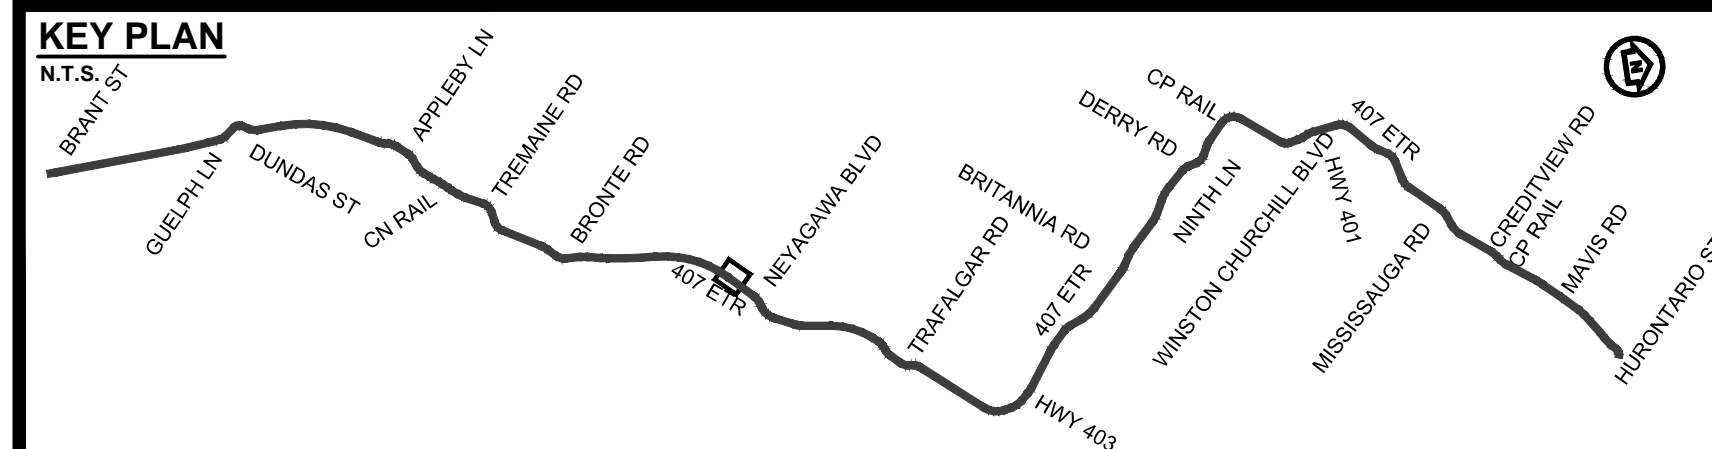 KEY PLAN
N.T.S.
BRANT ST
GUELPH LN
DUNDAS ST
CN RAIL
APPLEBY LN
TREMAINE RD
BRONTE RD
407 ETR
NEYAGAWA BLVD
TRAFALGAR RD
HWY 403
407 ETR
BRITANNIA RD
DERRY RD
CP RAIL
NINTH LN
WINSTON CHURCHILL BLVD
HWY 401
407 ETR
MISSISSAUGA RD
CREDITVIEW RD
CP RAIL
MAVIS RD
HURONTARIO ST
N